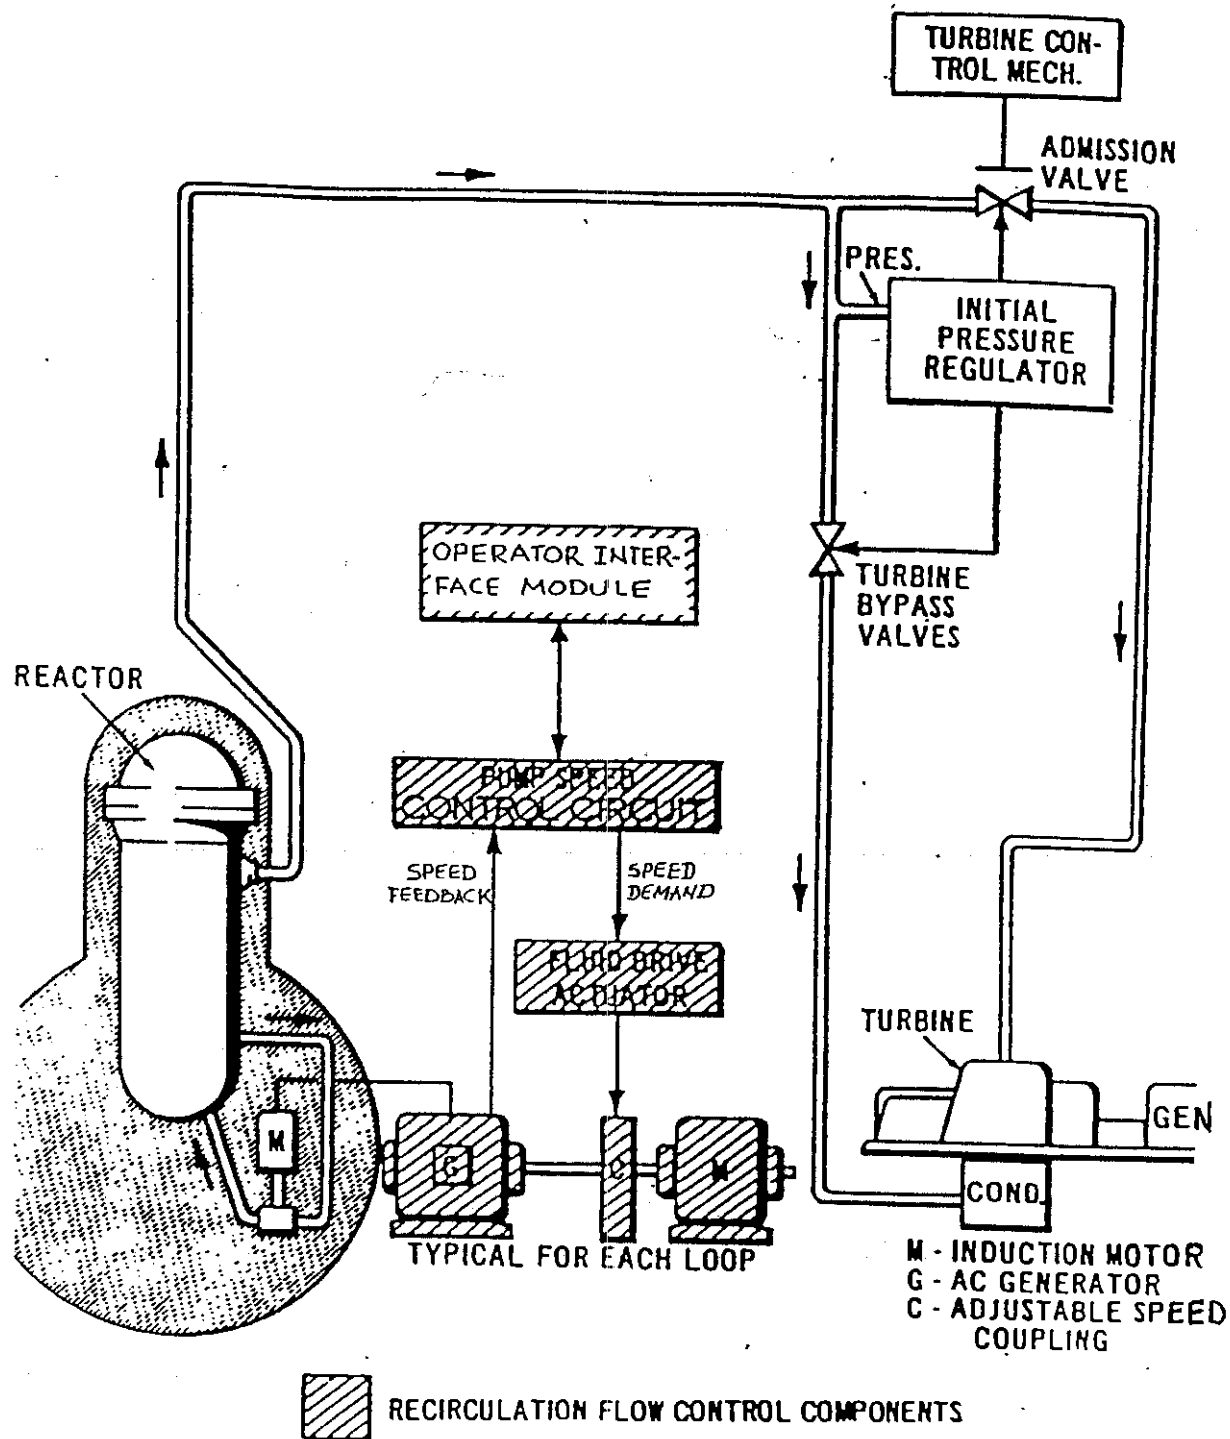 TURBINE CON-
TROL MECH.
ADMISSION
VALVE
PRES.
INITIAL
PRESSURE
REGULATOR
OPERATOR INTER-
FACE MODULE
TURBINE
BYPASS
VALVES
REACTOR
PUMP SPEED
CONTROL CIRCUIT
SPEED
FEEDBACK
SPEED
DEMAND
FLUID DRIVE
ACTUATOR
TURBINE
M
G
C
M
GEN
COND.
TYPICAL FOR EACH LOOP
M - INDUCTION MOTOR
G - AC GENERATOR
C - ADJUSTABLE SPEED
COUPLING
RECIRCULATION FLOW CONTROL COMPONENTS